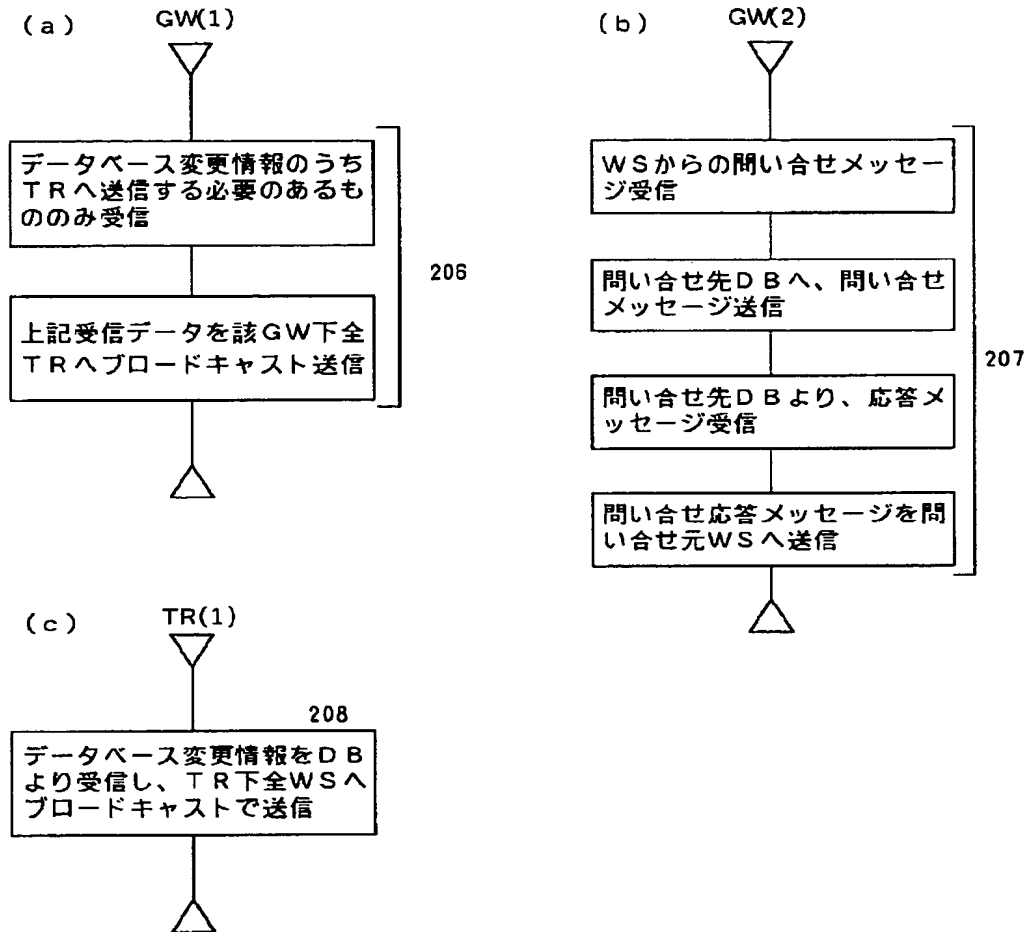 (a)
GW(1)
データベース変更情報のうち
TRへ送信する必要のあるも
ののみ受信
上記受信データを該GW下全
TRへブロードキャスト送信
206
(b)
GW(2)
WSからの問い合せメッセー
ジ受信
問い合せ先DBへ、問い合せ
メッセージ送信
問い合せ先DBより、応答メ
ッセージ受信
問い合せ応答メッセージを問
い合せ元WSへ送信
207
(c)
TR(1)
208
データベース変更情報をDB
より受信し、TR下全WSへ
ブロードキャストで送信